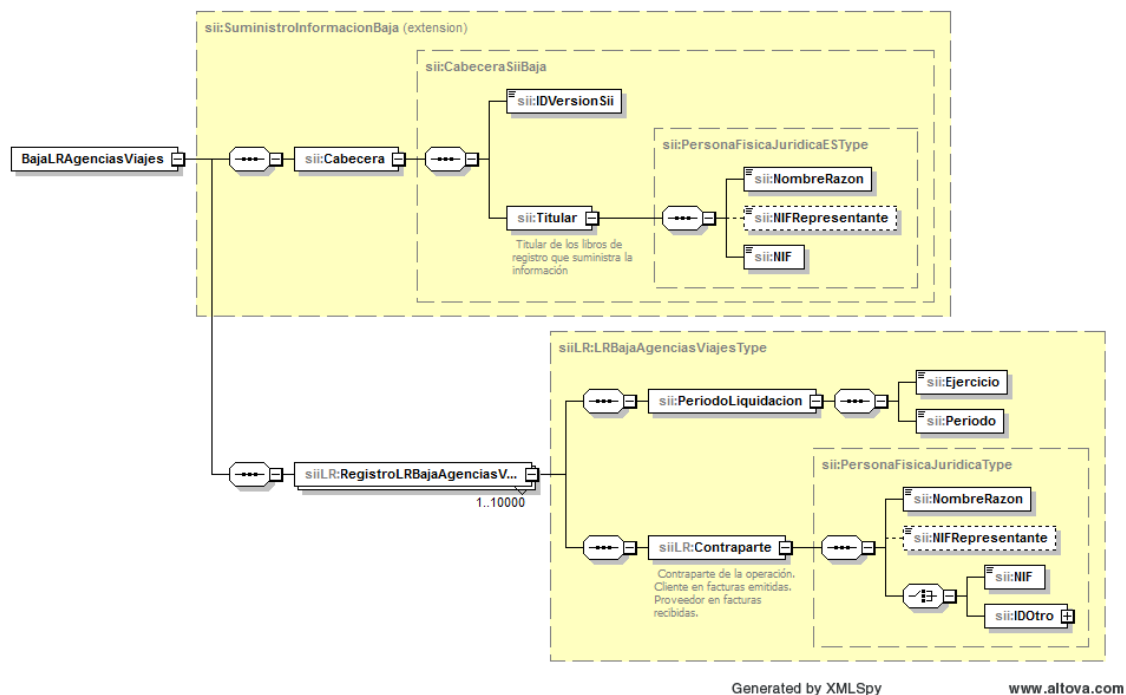 sii:SuministroInformacionBaja (extension)
sii:CabeceraSiiBaja
sii:IDVersionSii
sii:PersonaFisicaJuridicaESType
BajaLRAgenciasViajes
sii:Cabecera
sii:NombreRazon
sii:Titular
sii:NIFRepresentante
Titular de los libros de
registro que suministra la
información
sii:NIF
siiLR:LRBajaAgenciasViajesType
sii:PeriodoLiquidacion
sii:Ejercicio
sii:Periodo
siiLR:RegistroLRBajaAgenciasV...
1..10000
sii:PersonaFisicaJuridicaType
sii:NombreRazon
siiLR:Contraparte
sii:NIFRepresentante
Contraparte de la operación.
Cliente en facturas emitidas.
Proveedor en facturas
recibidas.
sii:NIF
sii:IDOtro
Generated by XMLSpy
www.altova.com